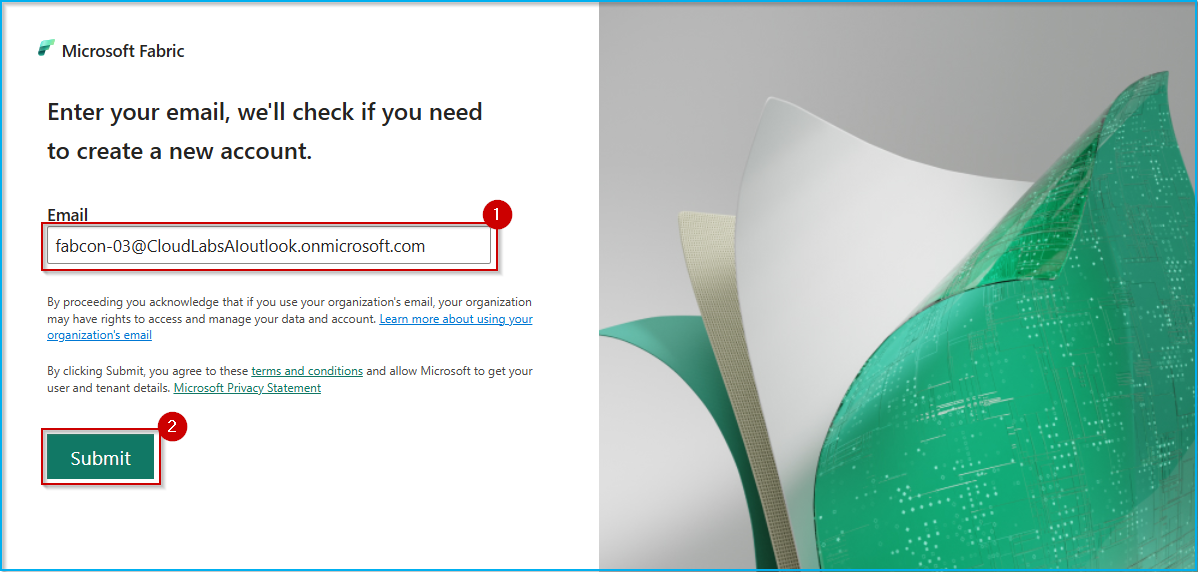 Microsoft Fabric
Enter your email, we'll check if you need
to create a new account.
Email
1
fabcon-03@CloudLabsAIoutlook.onmicrosoft.com
By proceeding you acknowledge that if you use your organization's email, your organization
may have rights to access and manage your data and account. Learn more about using your
organization's email
By clicking Submit, you agree to these terms and conditions and allow Microsoft to get your
user and tenant details. Microsoft Privacy Statement
2
Submit